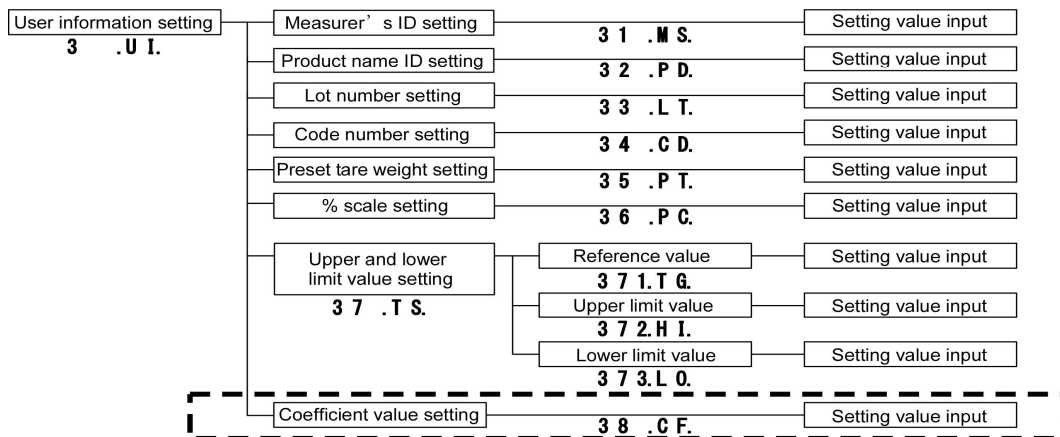 User information setting
3 .U I.
Measurer’s ID setting
3 1 .M S.
Setting value input
Product name ID setting
3 2 .P D.
Setting value input
Lot number setting
3 3 .L T.
Setting value input
Code number setting
3 4 .C D.
Setting value input
Preset tare weight setting
3 5 .P T.
Setting value input
% scale setting
3 6 .P C.
Setting value input
Upper and lower
limit value setting
3 7 .T S.
Reference value
3 7 1.T G.
Setting value input
Upper limit value
3 7 2.H I.
Setting value input
Lower limit value
3 7 3.L O.
Setting value input
Coefficient value setting
3 8 .C F.
Setting value input